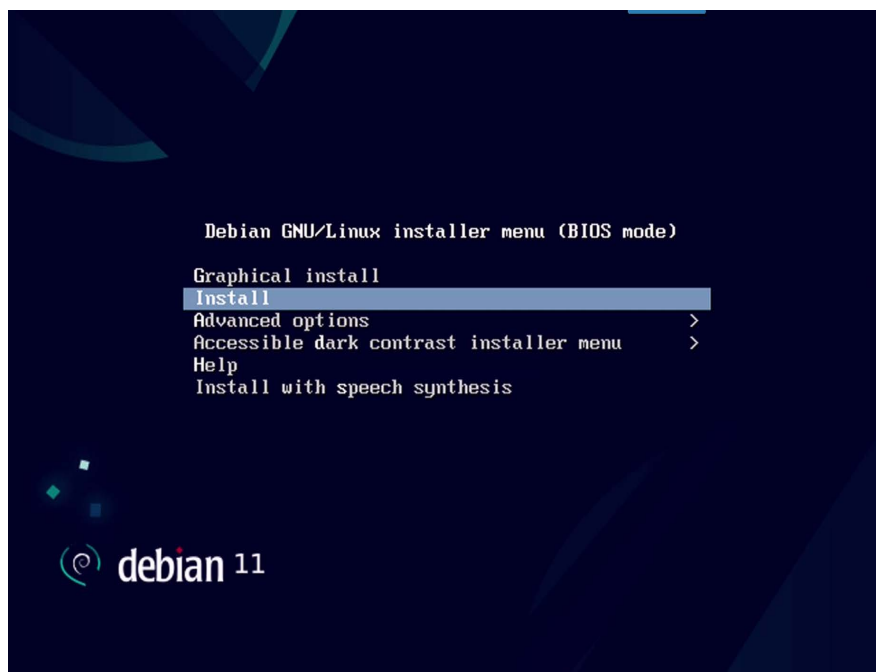 Debian GNU/Linux installer menu (BIOS mode)
Graphical install
Install
Advanced options >
Accessible dark contrast installer menu >
Help
Install with speech synthesis
debian 11